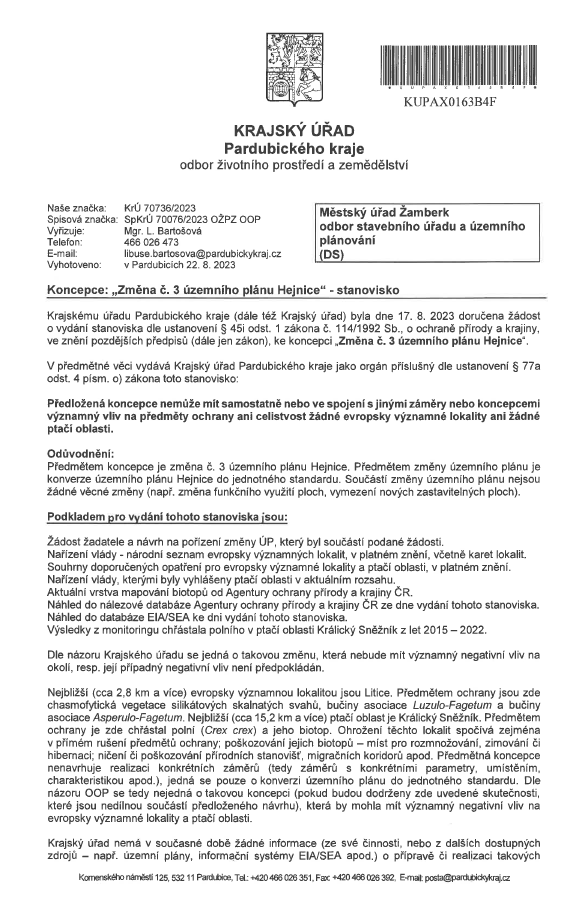 KUPAX0163B4F
KRAJSKÝ ÚŘAD
Pardubického kraje
odbor životního prostředí a zemědělství
Naše značka: KrÚ 70736/2023
Spisová značka: SpKrÚ 70076/2023 OŽPZ OOP
Vyřizuje: Mgr. L. Bartošová
Telefon: 466 026 473
E-mail: libuse.bartosova@pardubickykraj.cz
Vyhotoveno: v Pardubicích 22. 8. 2023
Městský úřad Žamberk
odbor stavebního úřadu a územního
plánování
(DS)
Koncepce: „Změna č. 3 územního plánu Hejnice“ - stanovisko
Krajskému úřadu Pardubického kraje (dále též Krajský úřad) byla dne 17. 8. 2023 doručena žádost
o vydání stanoviska dle ustanovení § 45i odst. 1 zákona č. 114/1992 Sb., o ochraně přírody a krajiny,
ve znění pozdějších předpisů (dále jen zákon), ke koncepci „Změna č. 3 územního plánu Hejnice“.
V předmětné věci vydává Krajský úřad Pardubického kraje jako orgán příslušný dle ustanovení § 77a
odst. 4 písm. o) zákona toto stanovisko:
Předložená koncepce nemůže mít samostatně nebo ve spojení s jinými záměry nebo koncepcemi
významný vliv na předměty ochrany ani celistvost žádné evropsky významné lokality ani žádné
ptačí oblasti.
Odůvodnění:
Předmětem koncepce je změna č. 3 územního plánu Hejnice. Předmětem změny územního plánu je
konverze územního plánu Hejnice do jednotného standardu. Součástí změny územního plánu nejsou
žádné věcné změny (např. změna funkčního využití ploch, vymezení nových zastavitelných ploch).
Podkladem pro vydání tohoto stanoviska jsou:
Žádost žadatele a návrh na pořízení změny ÚP, který byl součástí podané žádosti.
Nařízení vlády - národní seznam evropsky významných lokalit, v platném znění, včetně karet lokalit.
Souhrny doporučených opatření pro evropsky významné lokality a ptačí oblasti, v platném znění.
Nařízení vlády, kterými byly vyhlášeny ptačí oblasti v aktuálním rozsahu.
Aktuální vrstva mapování biotopů od Agentury ochrany přírody a krajiny ČR.
Náhled do nálezové databáze Agentury ochrany přírody a krajiny ČR ze dne vydání tohoto stanoviska.
Náhled do databáze EIA/SEA ke dni vydání tohoto stanoviska.
Výsledky z monitoringu chřástala polního v ptačí oblasti Králický Sněžník z let 2015 – 2022.
Dle názoru Krajského úřadu se jedná o takovou změnu, která nebude mít významný negativní vliv na
okolí, resp. její případný negativní vliv není předpokládán.
Nejbližší (cca 2,8 km a více) evropsky významnou lokalitou jsou Litice. Předmětem ochrany jsou zde
chasmofytická vegetace silikátových skalnatých svahů, bučiny asociace Luzulo-Fagetum a bučiny
asociace Asperulo-Fagetum. Nejbližší (cca 15,2 km a více) ptačí oblast je Králický Sněžník. Předmětem
ochrany je zde chřástal polní (Crex crex) a jeho biotop. Ohrožení těchto lokalit spočívá zejména
v přímém rušení předmětů ochrany; poškozování jejich biotopů – míst pro rozmnožování, zimování či
hibernaci; ničení či poškozování přírodních stanovišť, migračních koridorů apod. Předmětná koncepce
nenavrhuje realizaci konkrétních záměrů (tedy záměrů s konkrétními parametry, umístěním,
charakteristikou apod.), jedná se pouze o konverzi územního plánu do jednotného standardu. Dle
názoru OOP se tedy nejedná o takovou koncepci (pokud budou dodrženy zde uvedené skutečnosti,
které jsou nedílnou součástí předloženého návrhu), která by mohla mít významný negativní vliv na
evropsky významné lokality a ptačí oblasti.
Krajský úřad nemá v současné době žádné informace (ze své činnosti, nebo z dalších dostupných
zdrojů – např. územní plány, informační systémy EIA/SEA apod.) o přípravě či realizaci takových
Komenského náměstí 125, 532 11 Pardubice, Tel.: +420 466 026 351, Fax: +420 466 026 392, E-mail: posta@pardubickykraj.cz